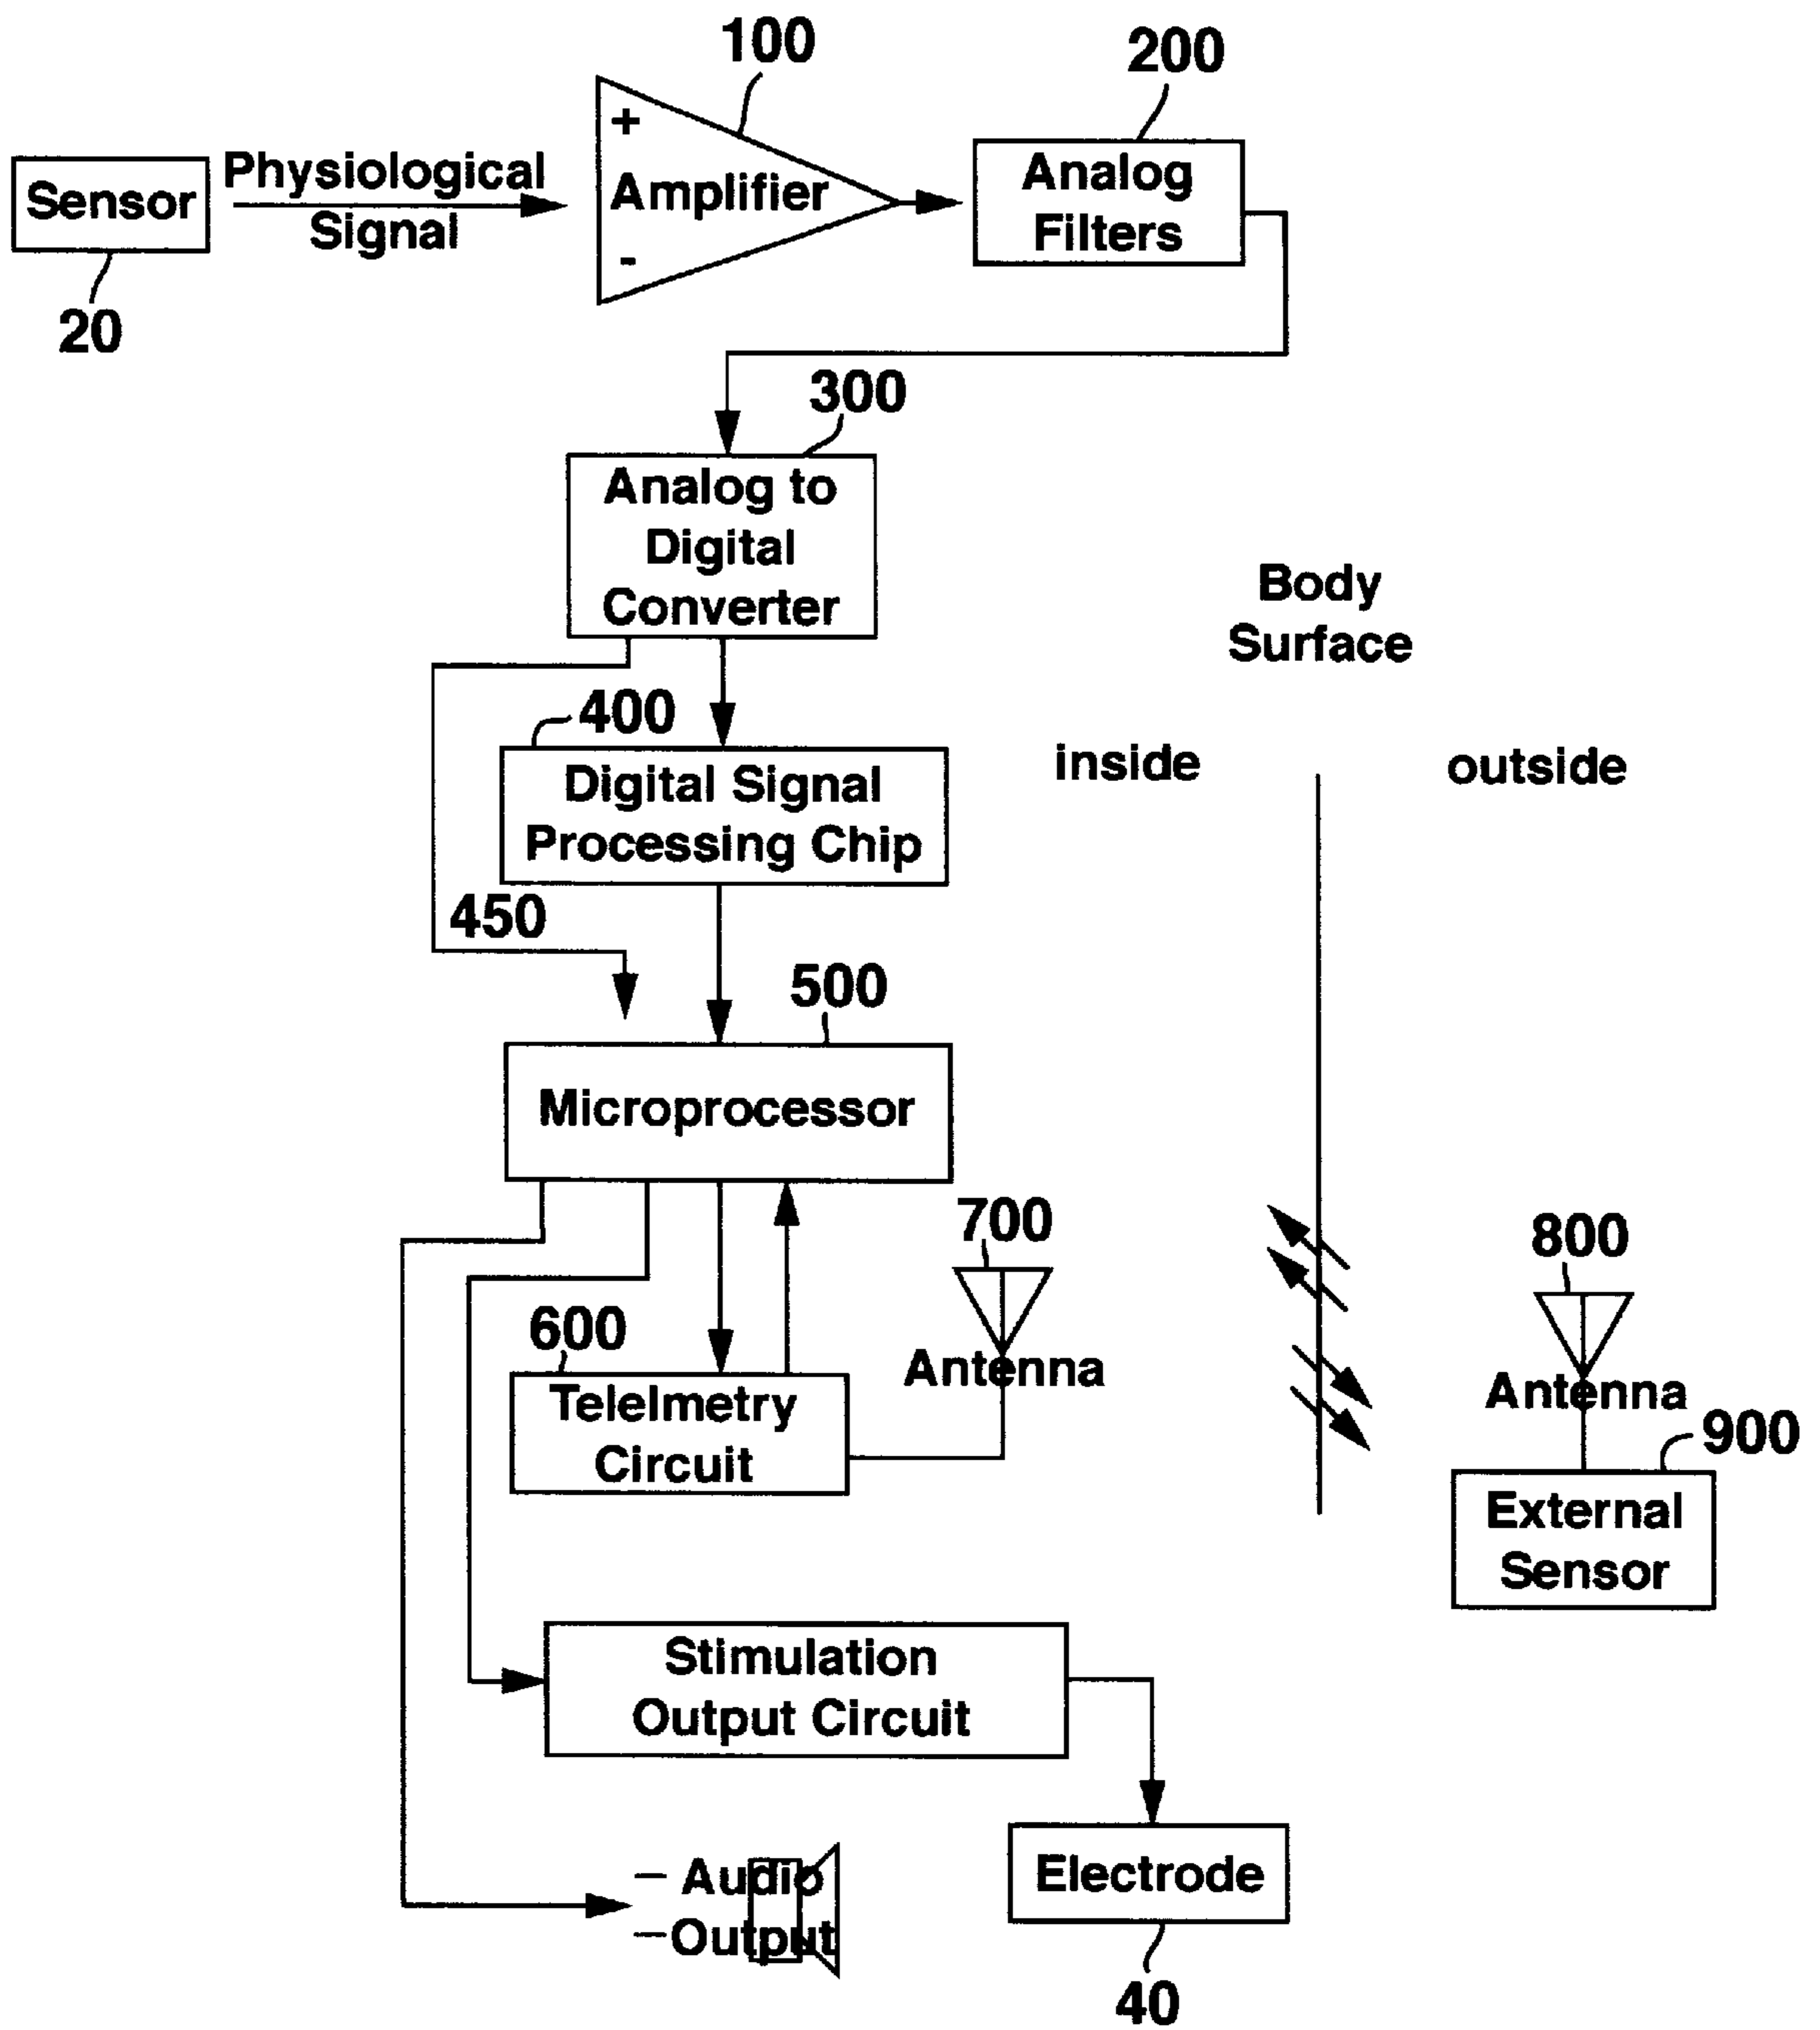 100
200
Sensor
Physiological
Signal
+
Amplifier
-
Analog
Filters
20
300
Analog to
Digital
Converter
Body
Surface
400
inside
outside
Digital Signal
Processing Chip
450
500
Microprocessor
700
800
600
Antenna
Antenna
Telelmetry
Circuit
900
External
Sensor
Stimulation
Output Circuit
Audio
Output
Electrode
40